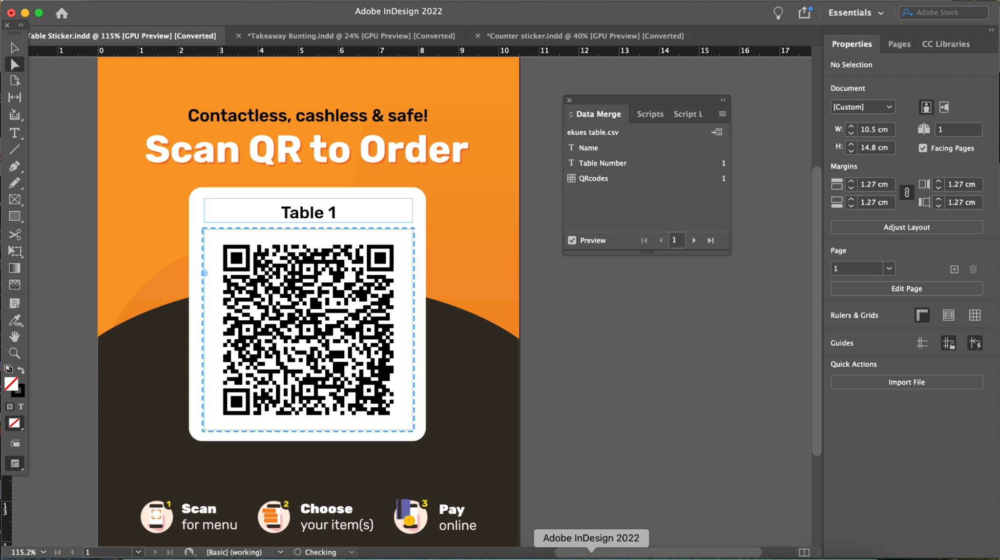 Adobe InDesign 2022
Essentials
Adobe Stock
Table Sticker.indd @ 115% [GPU Preview] [Converted]
*Takeaway Bunting.indd @ 24% [GPU Preview] [Converted]
*Counter sticker.indd @ 40% [GPU Preview] [Converted]
1 0 1 2 3 4 5 6 7 8 9 10 11 12 13 14 15 16 17
Contactless, cashless & safe!
Scan QR to Order
Table 1
1 Scan
for menu
2 Choose
your item(s)
3 Pay
online
Data Merge Scripts Script L
ekues table.csv
Name
Table Number 1
QRcodes 1
Preview 1
Properties Pages CC Libraries
No Selection
Document
[Custom]
W: 10.5 cm 1
H: 14.8 cm Facing Pages
Margins
1.27 cm 1.27 cm
1.27 cm 1.27 cm
Adjust Layout
Page
1
Edit Page
Rulers & Grids
Guides
Quick Actions
Import File
Adobe InDesign 2022
115.2% 1 [Basic] (working) Checking